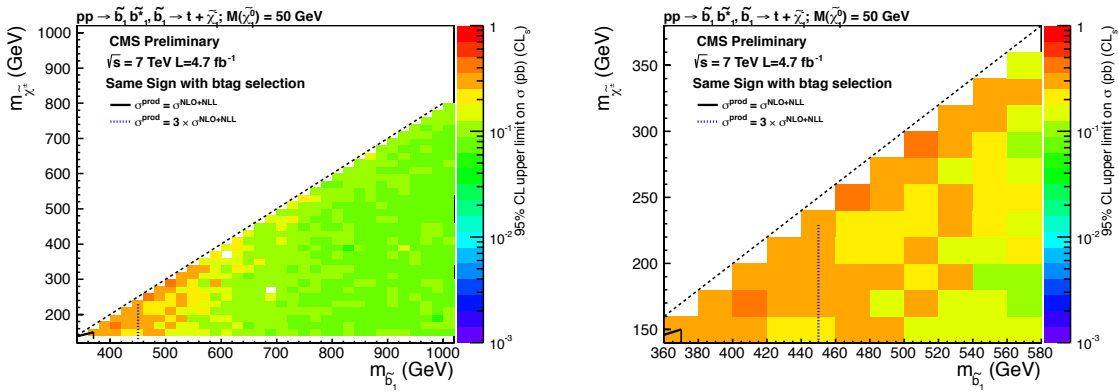 pp → b̃₁ b̃*₁, b̃₁ → t + χ̃₁; M(χ̃₁⁰) = 50 GeV
CMS Preliminary
√s = 7 TeV L=4.7 fb⁻¹
Same Sign with btag selection
σ^prod = σ^NLO+NLL
σ^prod = 3 × σ^NLO+NLL
m_χ̃± (GeV)
1000
900
800
700
600
500
400
300
200
400 500 600 700 800 900 1000
m_b̃₁ (GeV)
1
10⁻¹
10⁻²
10⁻³
95% CL upper limit on σ (pb) (CL_s)
pp → b̃₁ b̃*₁, b̃₁ → t + χ̃₁; M(χ̃₁⁰) = 50 GeV
CMS Preliminary
√s = 7 TeV L=4.7 fb⁻¹
Same Sign with btag selection
σ^prod = σ^NLO+NLL
σ^prod = 3 × σ^NLO+NLL
m_χ̃± (GeV)
350
300
250
200
150
360 380 400 420 440 460 480 500 520 540 560 580
m_b̃₁ (GeV)
1
10⁻¹
10⁻²
10⁻³
95% CL upper limit on σ (pb) (CL_s)